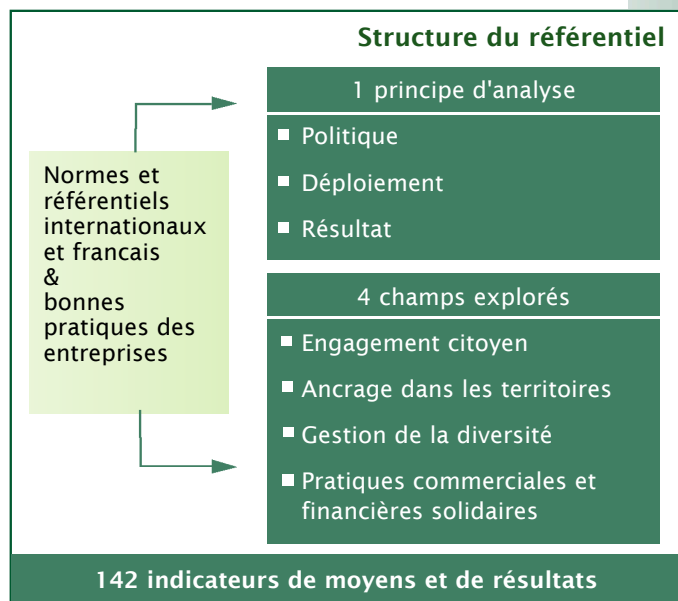 Structure du référentiel
1 principe d'analyse
Politique
Déploiement
Résultat
Normes et
référentiels
internationaux
et francais
&
bonnes
pratiques des
entreprises
4 champs explorés
Engagement citoyen
Ancrage dans les territoires
Gestion de la diversité
Pratiques commerciales et
financières solidaires
142 indicateurs de moyens et de résultats